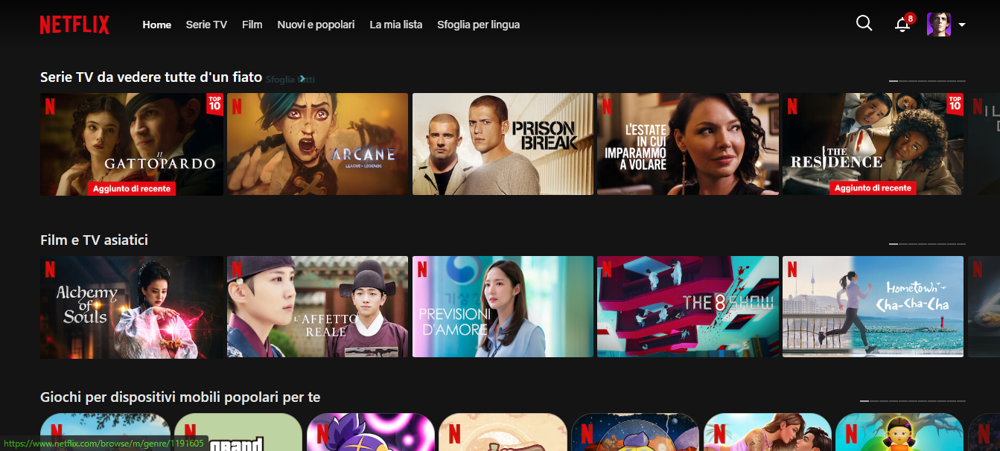 NETFLIX
Home
Serie TV
Film
Nuovi e popolari
La mia lista
Sfoglia per lingua
8
Serie TV da vedere tutte d'un fiato
Sfoglia tutti
N
TOP
10
IL
GATTOPARDO
Aggiunto di recente
N
ARCANE
LEAGUE OF LEGENDS
PRISON
BREAK
N
L'ESTATE
IN CUI
IMPARAMMO
A VOLARE
N
TOP
10
THE
RESIDENCE
Aggiunto di recente
N
Film e TV asiatici
N
Alchemy
of
Souls
N
L'AFFETTO
REALE
N
PREVISIONI
D'AMORE
N
THE 8 SHOW
N
Hometown
Cha-Cha-Cha
N
Giochi per dispositivi mobili popolari per te
N
N
grand
N
N
N
N
N
N
https://www.netflix.com/browse/m/genre/1191605